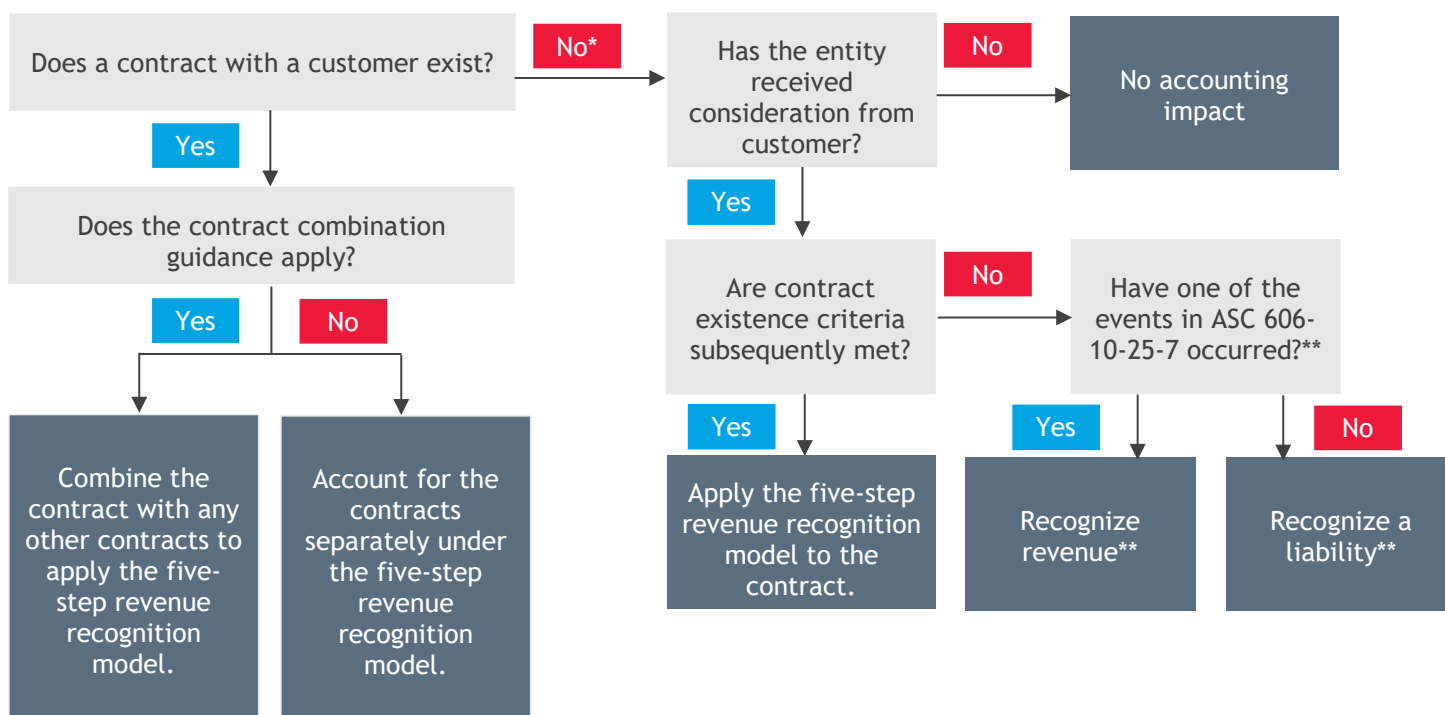 Does a contract with a customer exist?
No*
Has the entity
received
consideration from
customer?
No
No accounting
impact
Yes
Does the contract combination
guidance apply?
Yes
No
Combine the
contract with any
other contracts to
apply the five-
step revenue
recognition
model.
Account for the
contracts
separately under
the five-step
revenue
recognition
model.
Yes
Are contract
existence criteria
subsequently met?
No
Have one of the
events in ASC 606-
10-25-7 occurred?**
Yes
Apply the five-step
revenue recognition
model to the
contract.
Yes
Recognize
revenue**
No
Recognize a
liability**